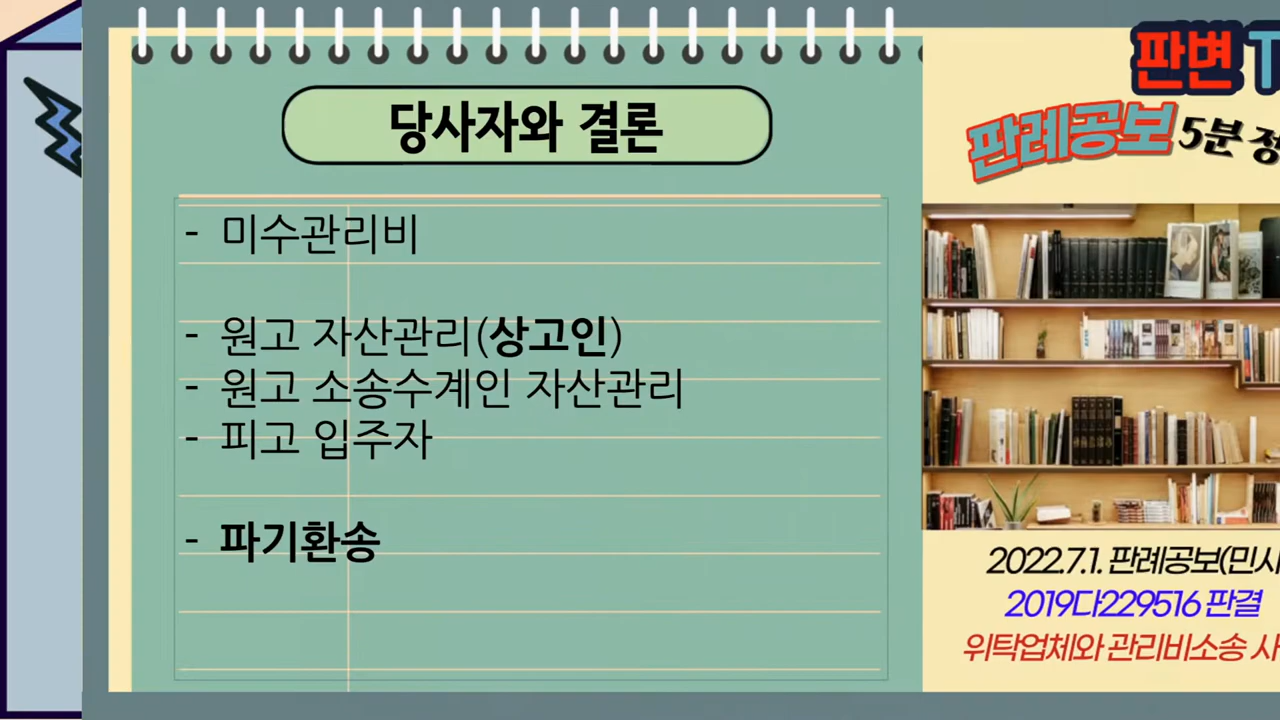 당사자와 결론
- 미수관리비
- 원고 자산관리(상고인)
- 원고 소송수계인 자산관리
- 피고 입주자
- 파기환송
판변 T
판례공보 5분 정
2022.7.1. 판례공보(민사
2019다229516 판결
위탁업체와 관리비소송 사